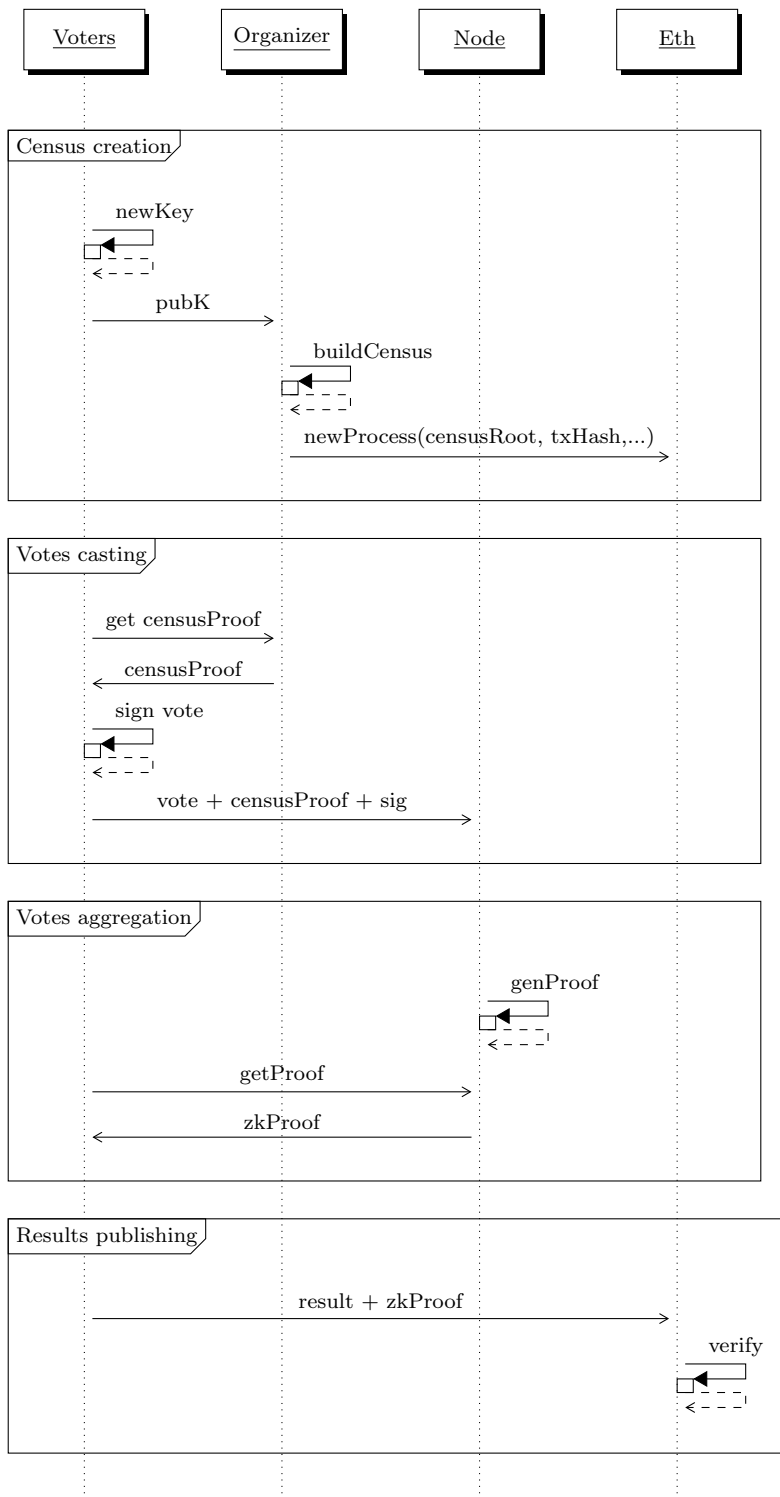 Voters
Organizer
Node
Eth
Census creation
newKey
pubK
buildCensus
newProcess(censusRoot, txHash,...)
Votes casting
get censusProof
censusProof
sign vote
vote + censusProof + sig
Votes aggregation
genProof
getProof
zkProof
Results publishing
result + zkProof
verify